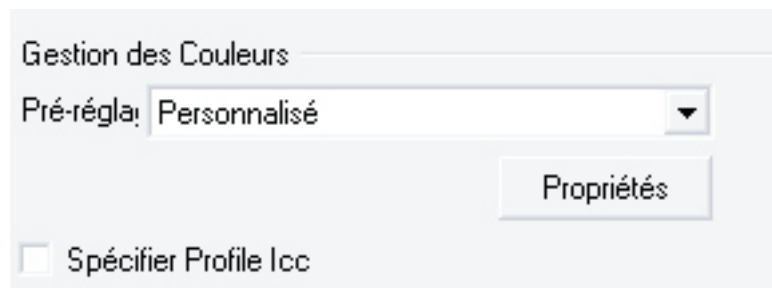 Gestion des Couleurs
Pré-régla Personnalisé
Propriétés
Spécifier Profile Icc